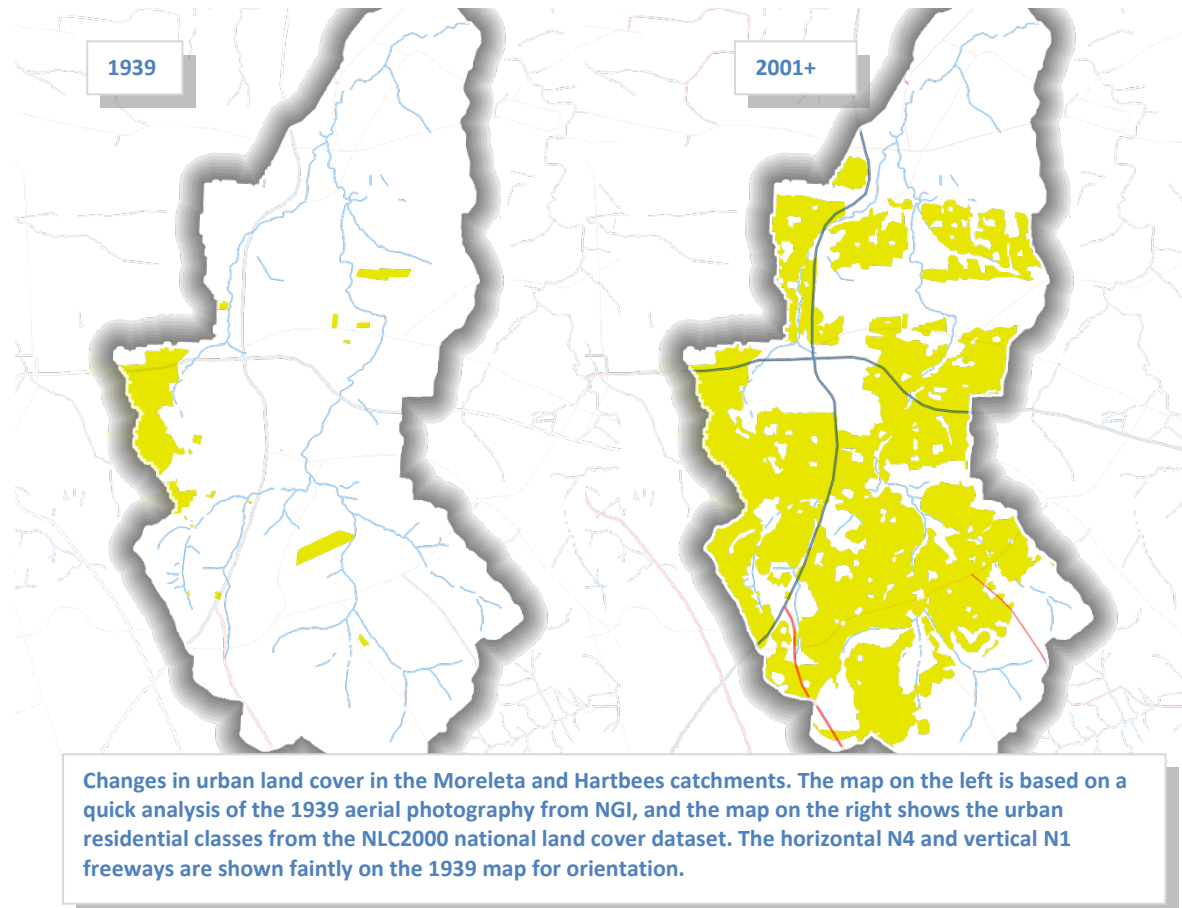 1939
2001+
Changes in urban land cover in the Moreleta and Hartbees catchments. The map on the left is based on a
quick analysis of the 1939 aerial photography from NGI, and the map on the right shows the urban
residential classes from the NLC2000 national land cover dataset. The horizontal N4 and vertical N1
freeways are shown faintly on the 1939 map for orientation.